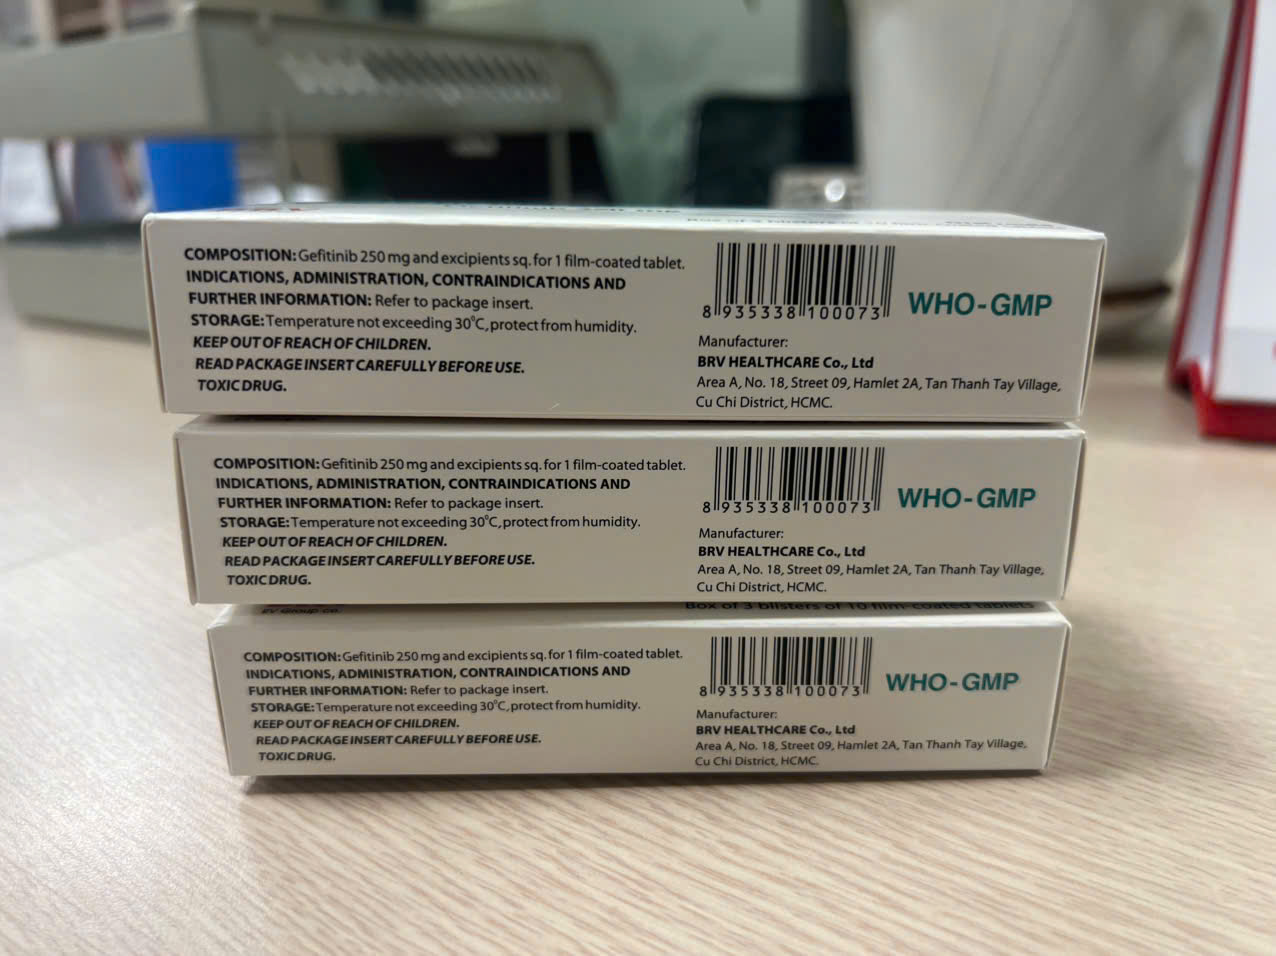 COMPOSITION: Gefitinib 250 mg and excipients sq. for 1 film-coated tablet.
INDICATIONS, ADMINISTRATION, CONTRAINDICATIONS AND
FURTHER INFORMATION: Refer to package insert.
STORAGE: Temperature not exceeding 30°C, protect from humidity.
KEEP OUT OF REACH OF CHILDREN.
READ PACKAGE INSERT CAREFULLY BEFORE USE.
TOXIC DRUG.
8 935338 100073
WHO-GMP
Manufacturer:
BRV HEALTHCARE Co., Ltd
Area A, No. 18, Street 09, Hamlet 2A, Tan Thanh Tay Village,
Cu Chi District, HCMC.
COMPOSITION: Gefitinib 250 mg and excipients sq. for 1 film-coated tablet.
INDICATIONS, ADMINISTRATION, CONTRAINDICATIONS AND
FURTHER INFORMATION: Refer to package insert.
STORAGE: Temperature not exceeding 30°C, protect from humidity.
KEEP OUT OF REACH OF CHILDREN.
READ PACKAGE INSERT CAREFULLY BEFORE USE.
TOXIC DRUG.
8 935338 100073
WHO-GMP
Manufacturer:
BRV HEALTHCARE Co., Ltd
Area A, No. 18, Street 09, Hamlet 2A, Tan Thanh Tay Village,
Cu Chi District, HCMC.
Box of 3 blisters of 10 film-coated tablets
COMPOSITION: Gefitinib 250 mg and excipients sq. for 1 film-coated tablet.
INDICATIONS, ADMINISTRATION, CONTRAINDICATIONS AND
FURTHER INFORMATION: Refer to package insert.
STORAGE: Temperature not exceeding 30°C, protect from humidity.
KEEP OUT OF REACH OF CHILDREN.
READ PACKAGE INSERT CAREFULLY BEFORE USE.
TOXIC DRUG.
8 935338 100073
WHO-GMP
Manufacturer:
BRV HEALTHCARE Co., Ltd
Area A, No. 18, Street 09, Hamlet 2A, Tan Thanh Tay Village,
Cu Chi District, HCMC.